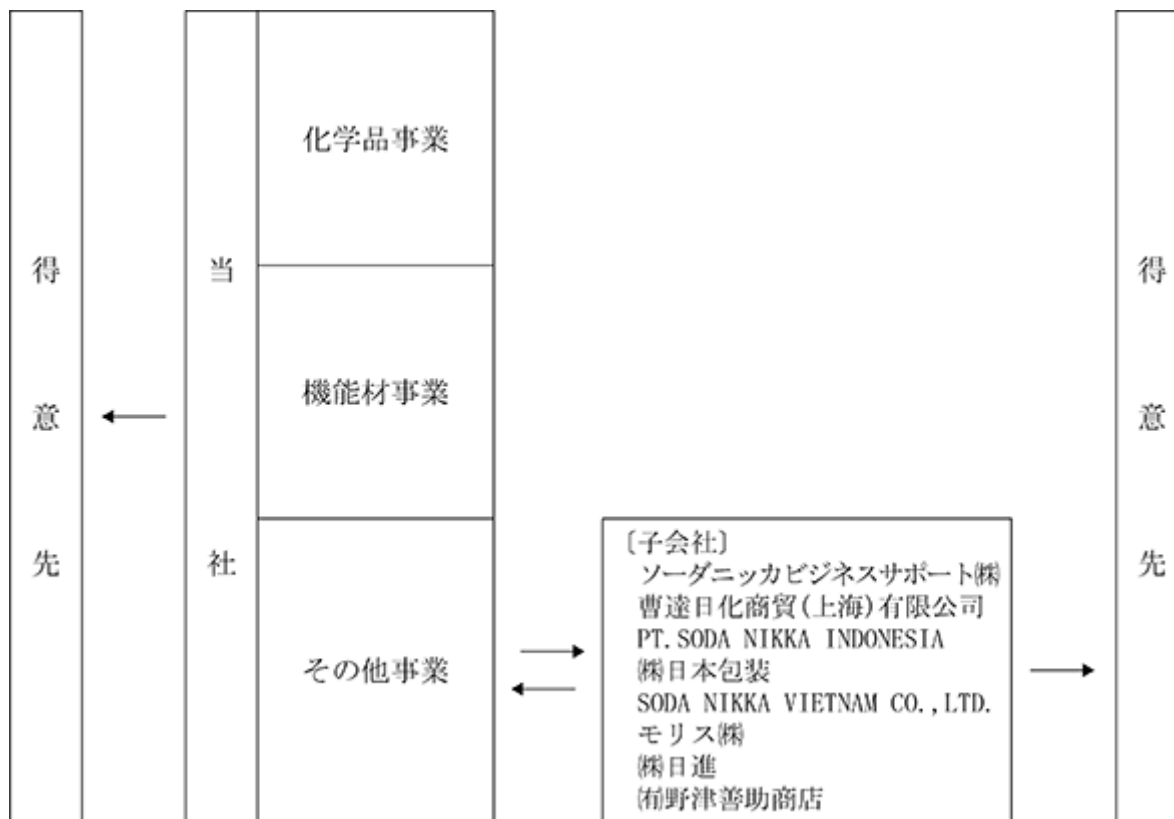 得意先
当社
化学品事業
機能材事業
その他事業
〔子会社〕
ソーダニッカビジネスサポート㈱
曹達日化商貿(上海)有限公司
PT.SODA NIKKA INDONESIA
㈱日本包装
SODA NIKKA VIETNAM CO.,LTD.
モリス㈱
㈱日進
㈲野津善助商店
得意先